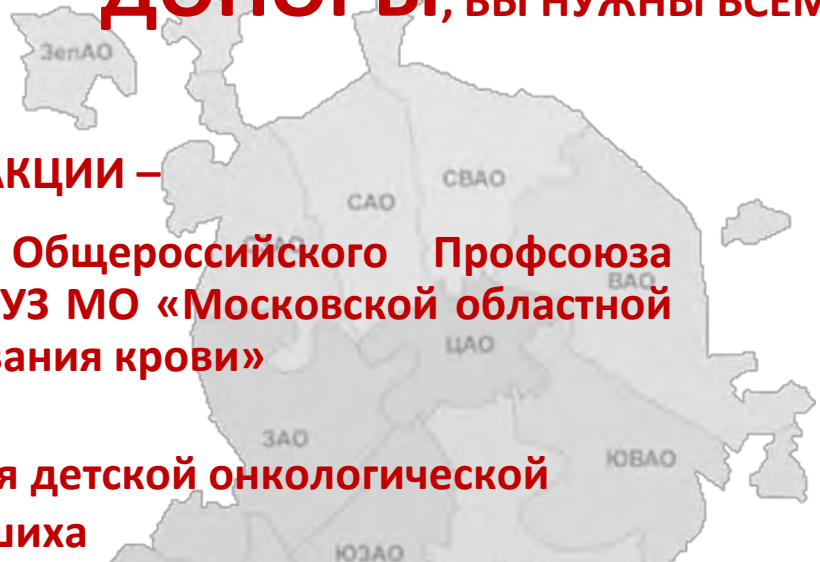 ДОНОРЫ, ВЫ НУЖНЫ ВСЕМ
ЗелАО
АКЦИИ –
СВАО
САО
Общероссийского Профсоюза
СЗАО
ВАО
УЗ МО «Московской областной
ЦАО
вания крови»
ЗАО
ЮВАО
я детской онкологической
шиха
ЮЗАО